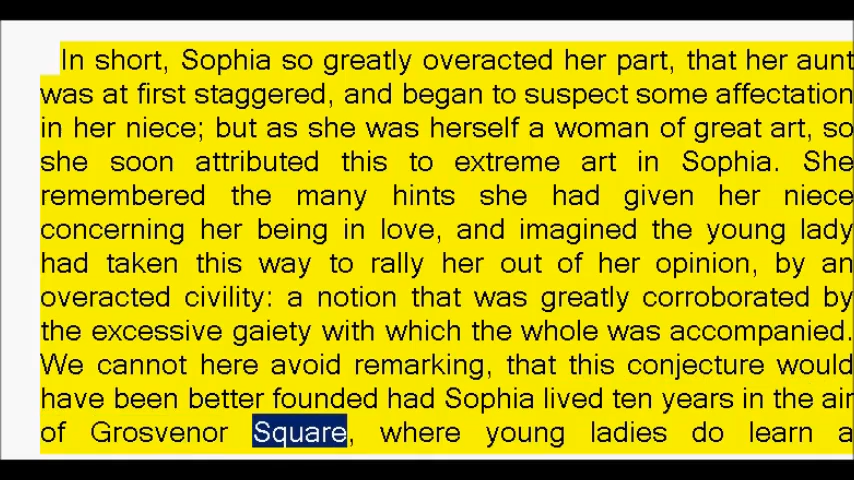 In short, Sophia so greatly overacted her part, that her aunt
was at first staggered, and began to suspect some affectation
in her niece; but as she was herself a woman of great art, so
she soon attributed this to extreme art in Sophia. She
remembered the many hints she had given her niece
concerning her being in love, and imagined the young lady
had taken this way to rally her out of her opinion, by an
overacted civility: a notion that was greatly corroborated by
the excessive gaiety with which the whole was accompanied.
We cannot here avoid remarking, that this conjecture would
have been better founded had Sophia lived ten years in the air
of Grosvenor Square, where young ladies do learn a